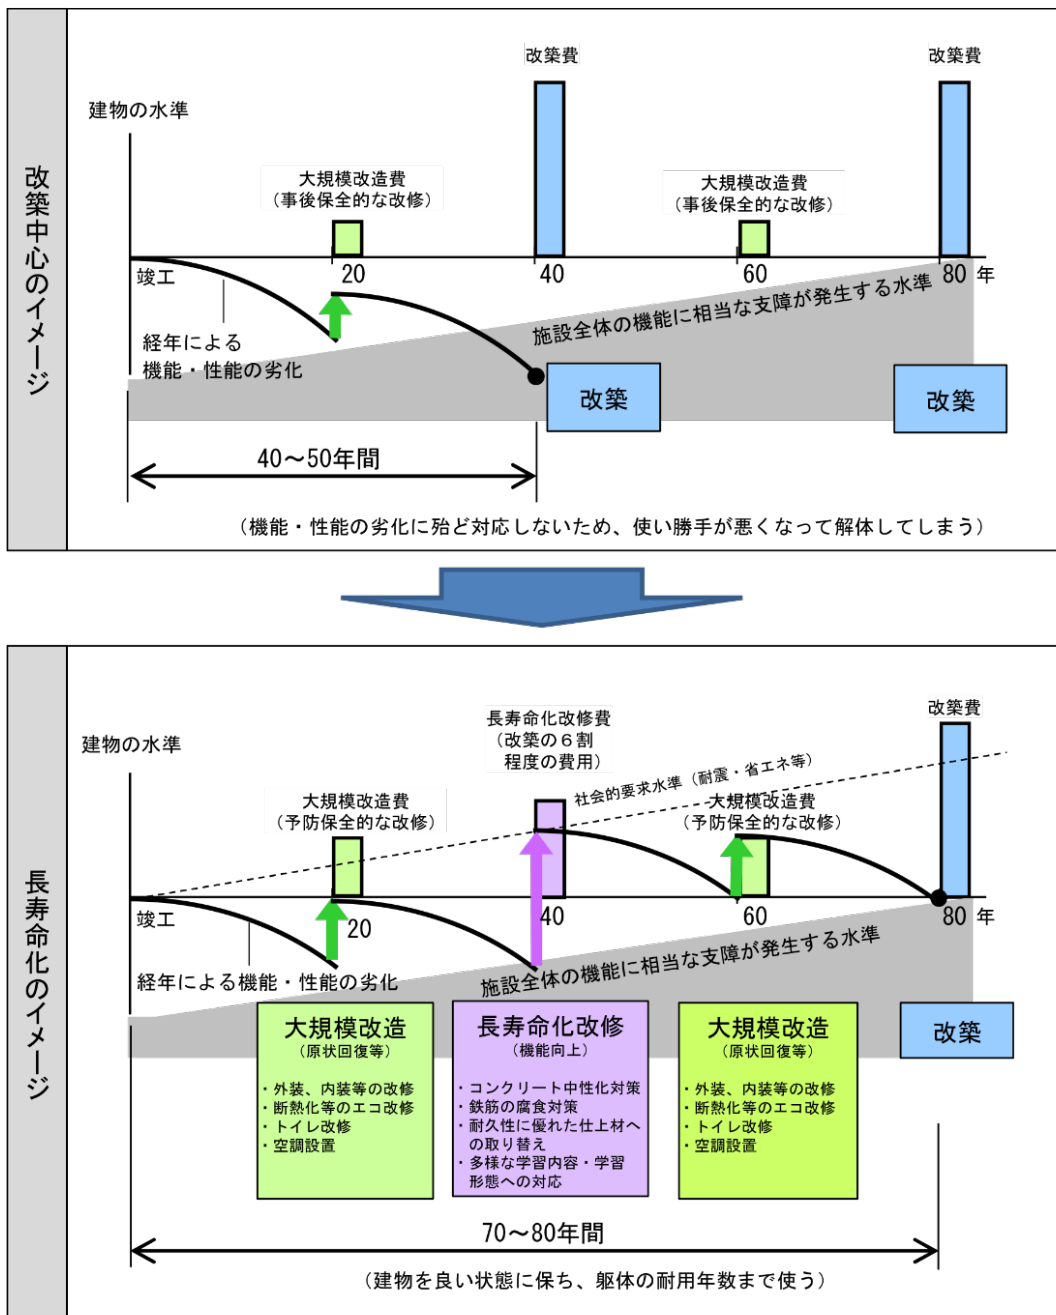 改築中心のイメージ
改築費
改築費
建物の水準
大規模改造費
（事後保全的な改修）
大規模改造費
（事後保全的な改修）
竣工
20
40
60
80 年
施設全体の機能に相当な支障が発生する水準
経年による
機能・性能の劣化
改築
改築
40～50年間
（機能・性能の劣化に殆ど対応しないため、使い勝手が悪くなって解体してしまう）
長寿命化のイメージ
改築費
長寿命化改修費
（改築の６割
程度の費用）
建物の水準
社会的要求水準（耐震・省エネ等）
大規模改造費
（予防保全的な改修）
大規模改造費
（予防保全的な改修）
竣工
20
40
60
80 年
施設全体の機能に相当な支障が発生する水準
経年による機能・性能の劣化
大規模改造
（原状回復等）
・外装、内装等の改修
・断熱化等のエコ改修
・トイレ改修
・空調設置
長寿命化改修
（機能向上）
・コンクリート中性化対策
・鉄筋の腐食対策
・耐久性に優れた仕上材へ
の取り替え
・多様な学習内容・学習
形態への対応
大規模改造
（原状回復等）
・外装、内装等の改修
・断熱化等のエコ改修
・トイレ改修
・空調設置
改築
70～80年間
（建物を良い状態に保ち、躯体の耐用年数まで使う）